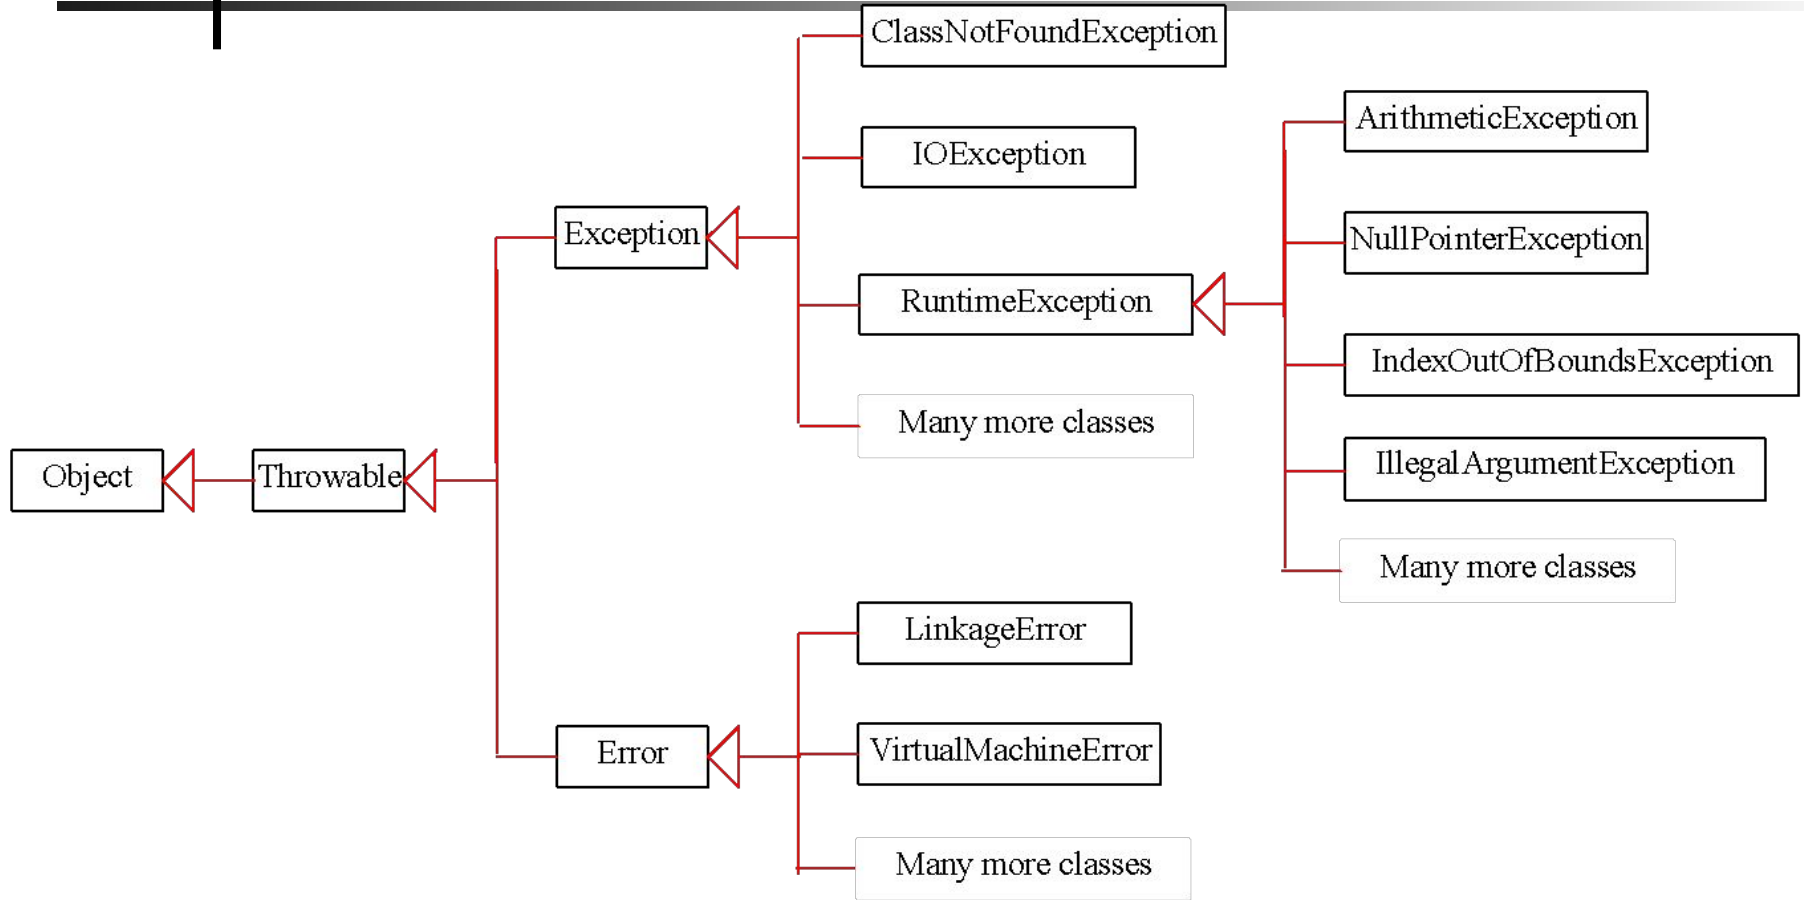 ClassNotFoundException
ArithmeticException
IOException
NullPointerException
Exception
RuntimeException
IndexOutOfBoundsException
Many more classes
IllegalArgumentException
Object
Throwable
Many more classes
LinkageError
VirtualMachineError
Error
Many more classes